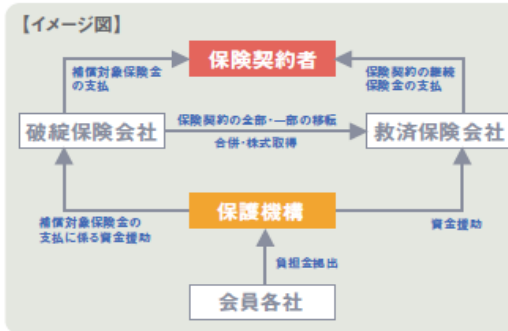 【イメージ図】
保険契約者
補償対象保険金
の支払
保険契約の継続
保険金の支払
保険契約の全部・一部の移転
破綻保険会社
救済保険会社
合併・株式取得
補償対象保険金の
支払に係る資金援助
保護機構
資金援助
負担金拠出
会員各社